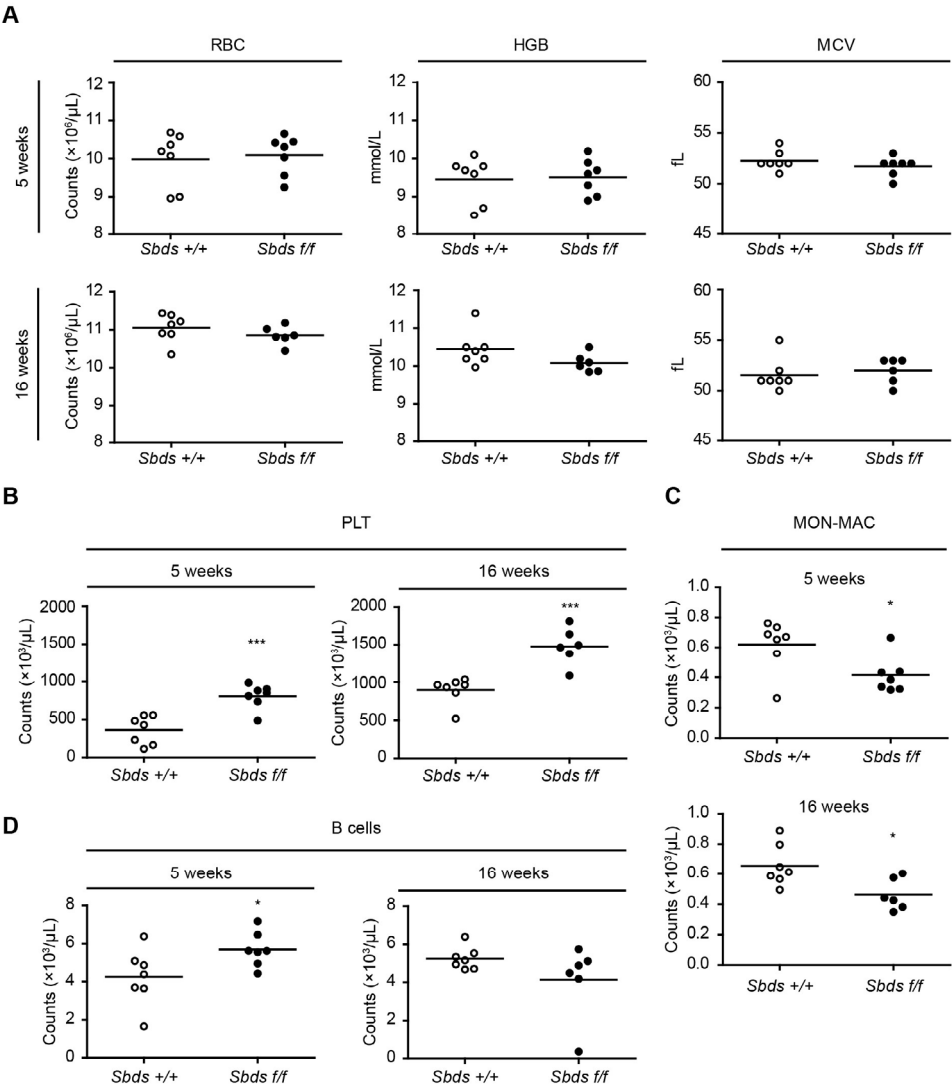 A
RBC HGB MCV
5 weeks
Counts (×10⁶/µL)
12
11
10
9
8
Sbds +/+ Sbds f/f
mmol/L
12
11
10
9
8
Sbds +/+ Sbds f/f
fL
60
55
50
45
Sbds +/+ Sbds f/f
16 weeks
Counts (×10⁶/µL)
12
11
10
9
8
Sbds +/+ Sbds f/f
mmol/L
12
11
10
9
8
Sbds +/+ Sbds f/f
fL
60
55
50
45
Sbds +/+ Sbds f/f
B
PLT
5 weeks
Counts (×10³/µL)
2000
1500
1000
500
0
***
Sbds +/+ Sbds f/f
16 weeks
Counts (×10³/µL)
2000
1500
1000
500
0
***
Sbds +/+ Sbds f/f
C
MON-MAC
5 weeks
Counts (×10³/µL)
1.0
0.8
0.6
0.4
0.2
0.0
*
Sbds +/+ Sbds f/f
16 weeks
Counts (×10³/µL)
1.0
0.8
0.6
0.4
0.2
0.0
*
Sbds +/+ Sbds f/f
D
B cells
5 weeks
Counts (×10³/µL)
8
6
4
2
0
*
Sbds +/+ Sbds f/f
16 weeks
Counts (×10³/µL)
8
6
4
2
0
Sbds +/+ Sbds f/f